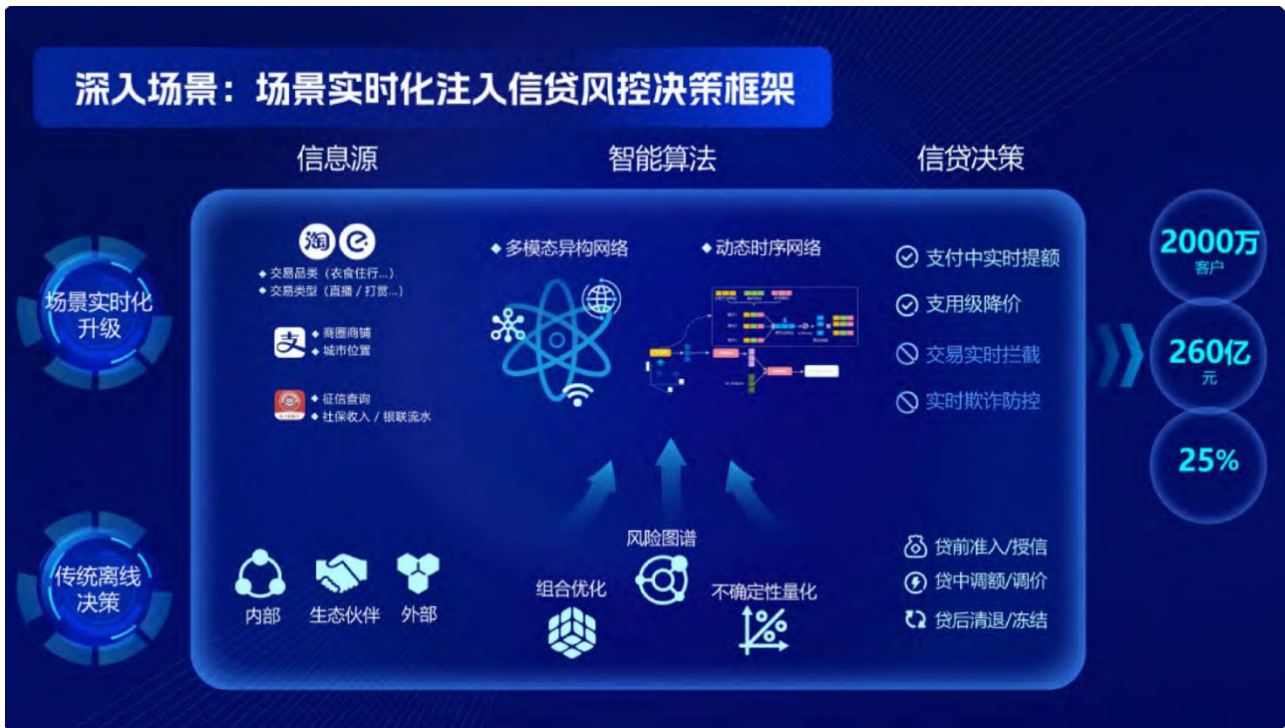 深入场景：场景实时化注入信贷风控决策框架
信息源
智能算法
信贷决策
场景实时化
升级
淘
交易品类（衣食住行...）
交易类型（直播 / 打赏...）
支
商圈商铺
城市位置
征信查询
社保收入 / 银联流水
多模态异构网络
动态时序网络
支付中实时提额
支用级降价
交易实时拦截
实时欺诈防控
2000万
客户
260亿
元
25%
传统离线
决策
内部
生态伙伴
外部
组合优化
风险图谱
不确定性量化
贷前准入/授信
贷中调额/调价
贷后清退/冻结